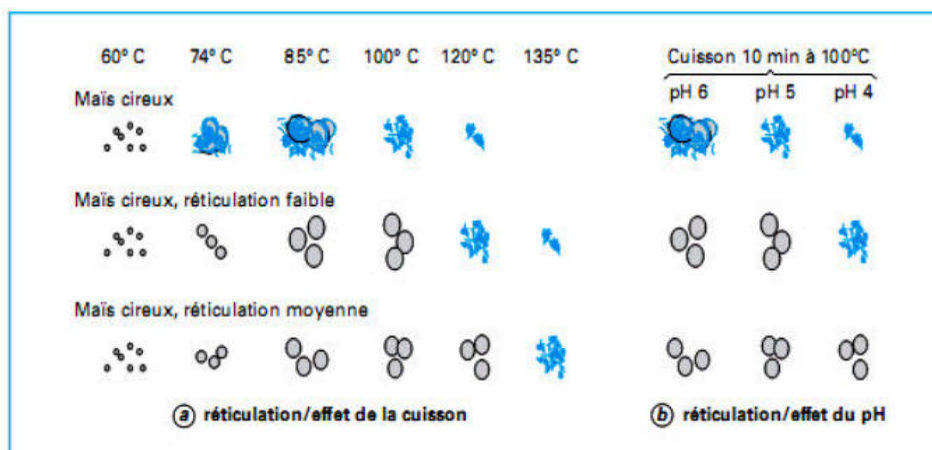 60° C 74° C 85° C 100° C 120° C 135° C Cuisson 10 min à 100°C
pH 6 pH 5 pH 4
Maïs cireux
Maïs cireux, réticulation faible
Maïs cireux, réticulation moyenne
a réticulation/effet de la cuisson b réticulation/effet du pH